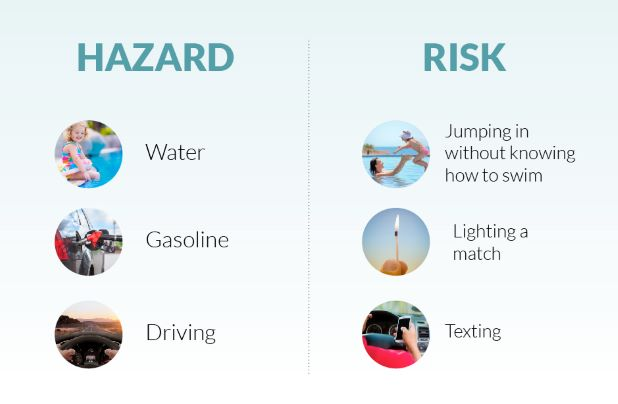 HAZARD
RISK
Water
Jumping in
without knowing
how to swim
Gasoline
Lighting a
match
Driving
Texting